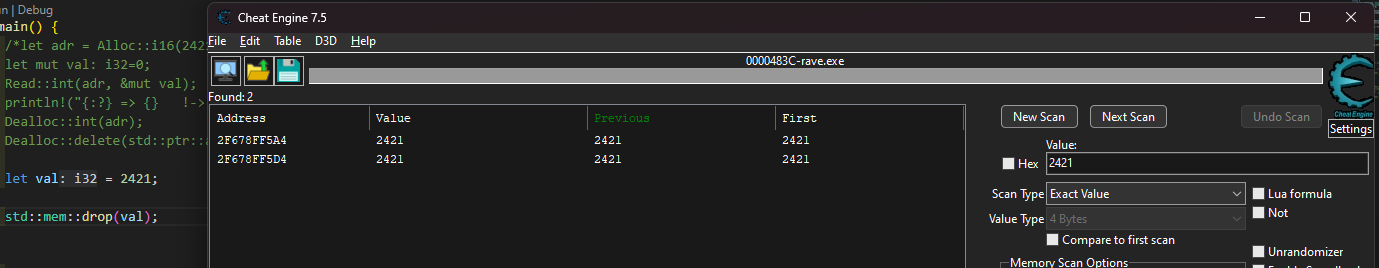 n | Debug
main() {
/*let adr = Alloc::i16(242
let mut val: i32=0;
Read::int(adr, &mut val);
println!("{:?} => {}   !->
Dealloc::int(adr);
Dealloc::delete(std::ptr::
let val: i32 = 2421;
std::mem::drop(val);
Cheat Engine 7.5
File Edit Table D3D Help
0000483C-rave.exe
Found: 2
Address Value Previous First
2F678FF5A4 2421 2421 2421
2F678FF5D4 2421 2421 2421
New Scan Next Scan Undo Scan
Cheat Engine
Settings
Value:
Hex 2421
Scan Type Exact Value Lua formula
Not
Value Type 4 Bytes
Compare to first scan
Unrandomizer
Memory Scan Options